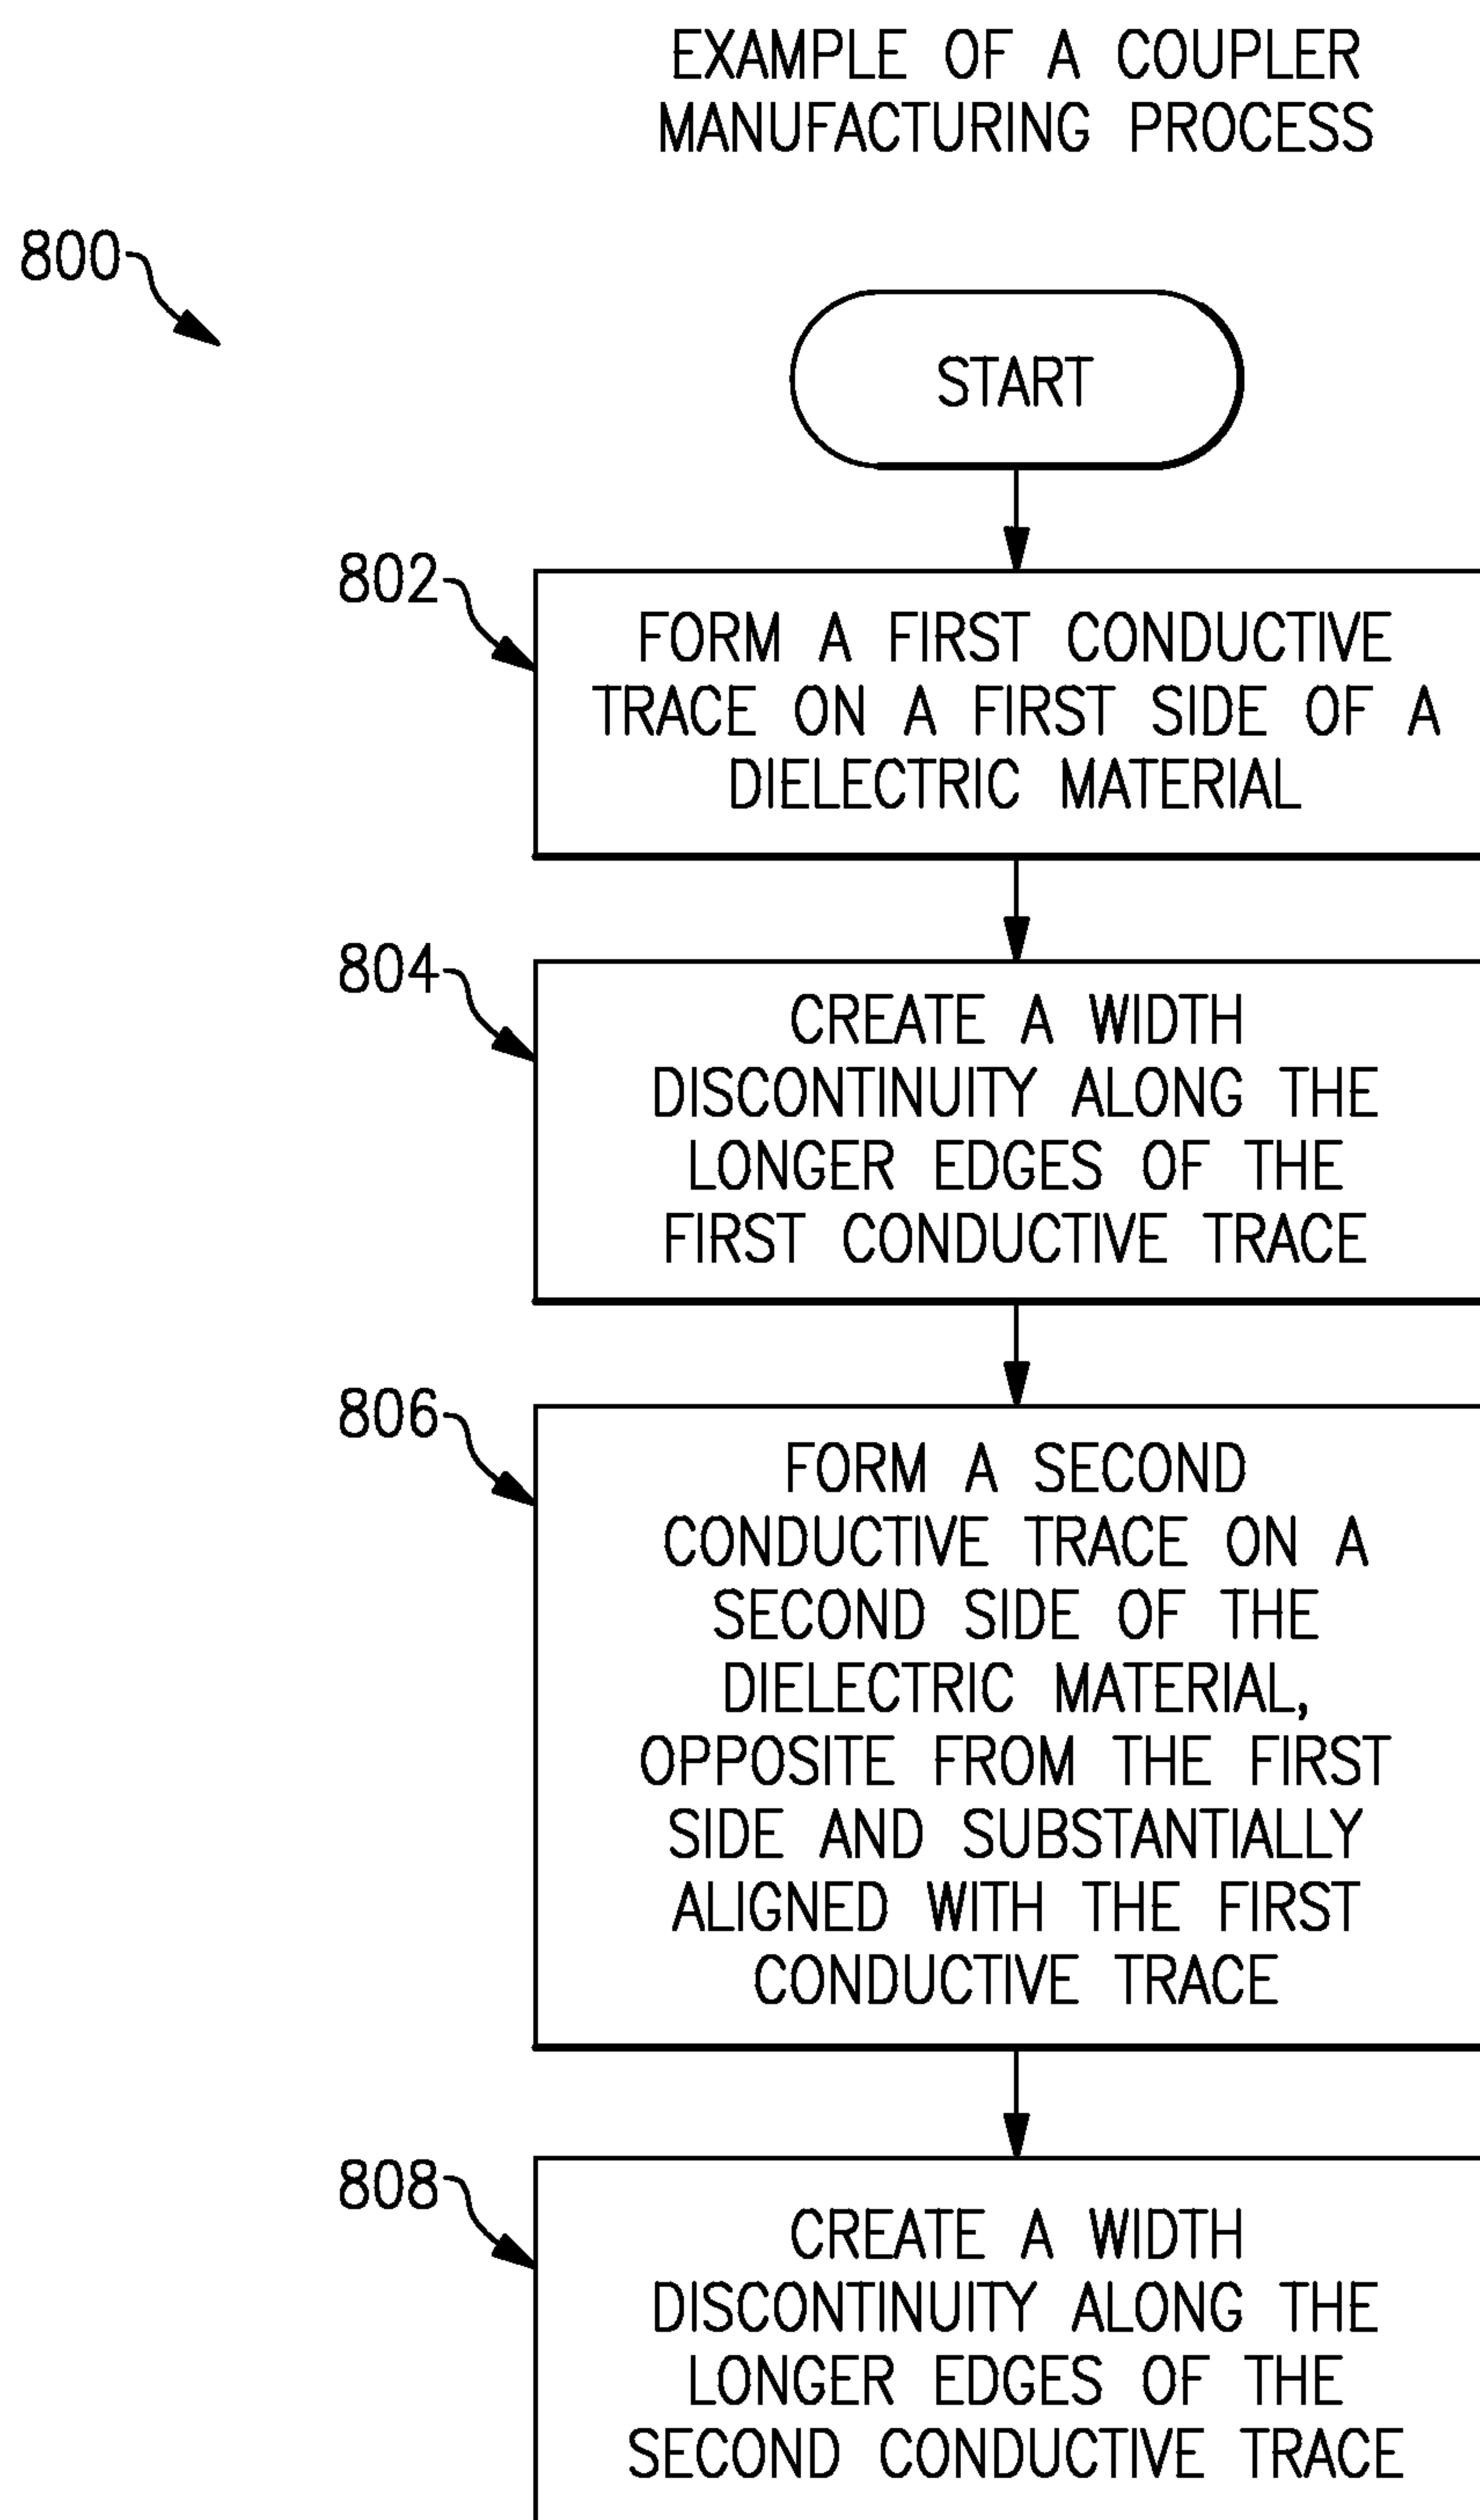 EXAMPLE OF A COUPLER
MANUFACTURING PROCESS
800
START
802
FORM A FIRST CONDUCTIVE
TRACE ON A FIRST SIDE OF A
DIELECTRIC MATERIAL
804
CREATE A WIDTH
DISCONTINUITY ALONG THE
LONGER EDGES OF THE
FIRST CONDUCTIVE TRACE
806
FORM A SECOND
CONDUCTIVE TRACE ON A
SECOND SIDE OF THE
DIELECTRIC MATERIAL,
OPPOSITE FROM THE FIRST
SIDE AND SUBSTANTIALLY
ALIGNED WITH THE FIRST
CONDUCTIVE TRACE
808
CREATE A WIDTH
DISCONTINUITY ALONG THE
LONGER EDGES OF THE
SECOND CONDUCTIVE TRACE